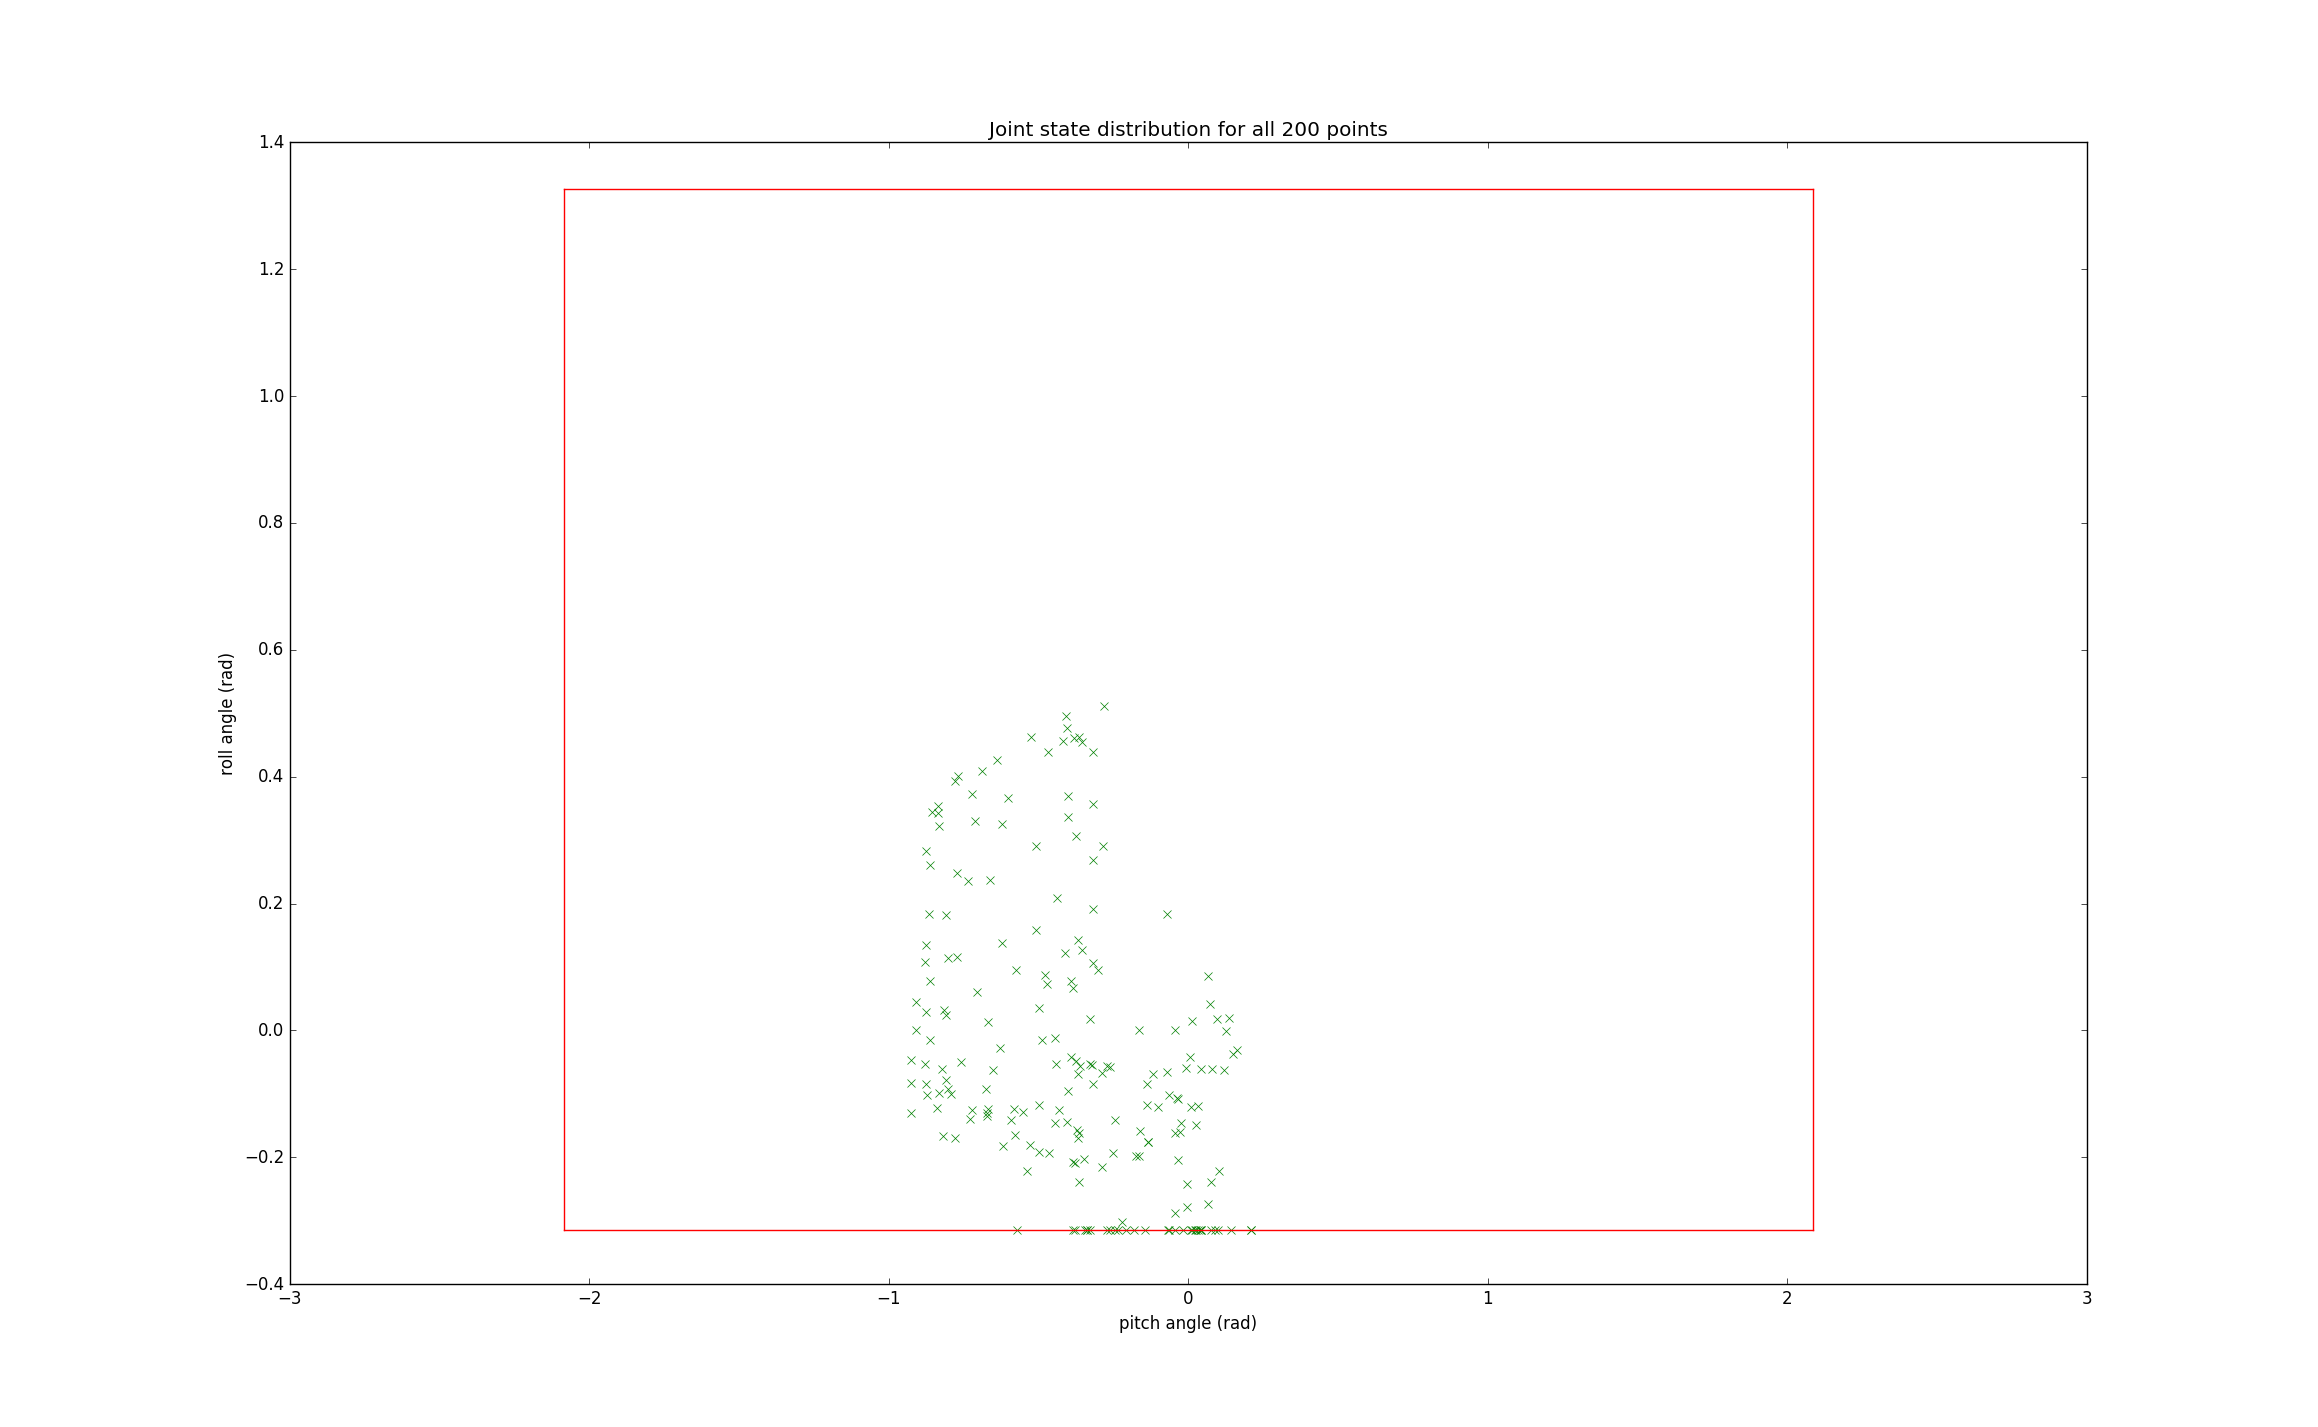 Joint state distribution for all 200 points
1.4
1.2
1.0
0.8
0.6
0.4
0.2
0.0
−0.2
−0.4
roll angle (rad)
−3 −2 −1 0 1 2 3
pitch angle (rad)